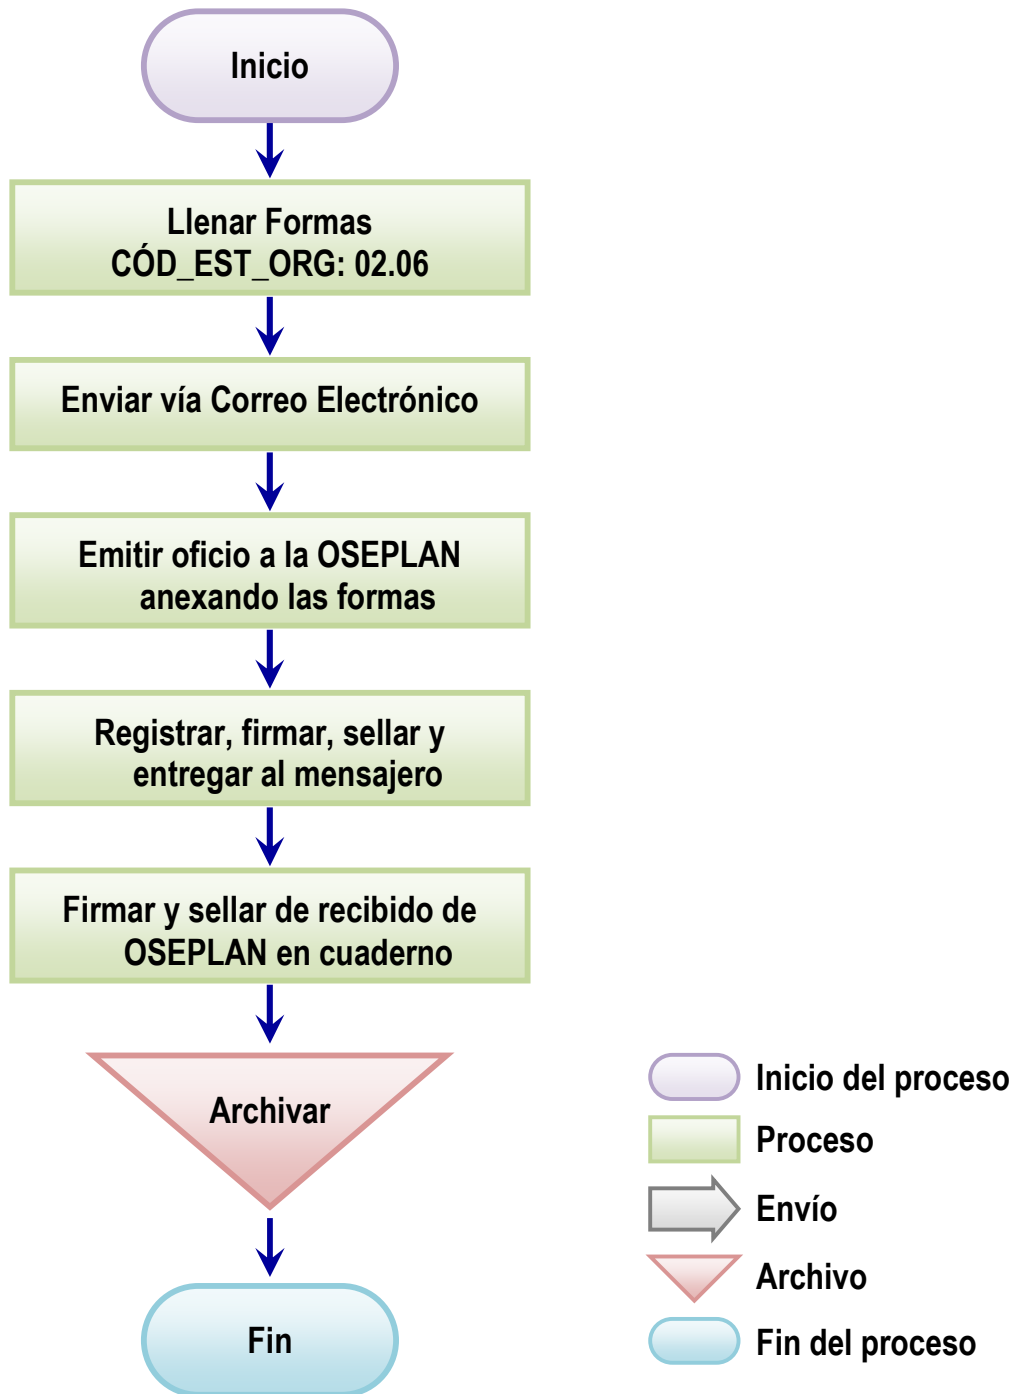 Inicio
Llenar Formas
CÓD_EST_ORG: 02.06
Enviar vía Correo Electrónico
Emitir oficio a la OSEPLAN
anexando las formas
Registrar, firmar, sellar y
entregar al mensajero
Firmar y sellar de recibido de
OSEPLAN en cuaderno
Archivar
Fin
Inicio del proceso
Proceso
Envío
Archivo
Fin del proceso